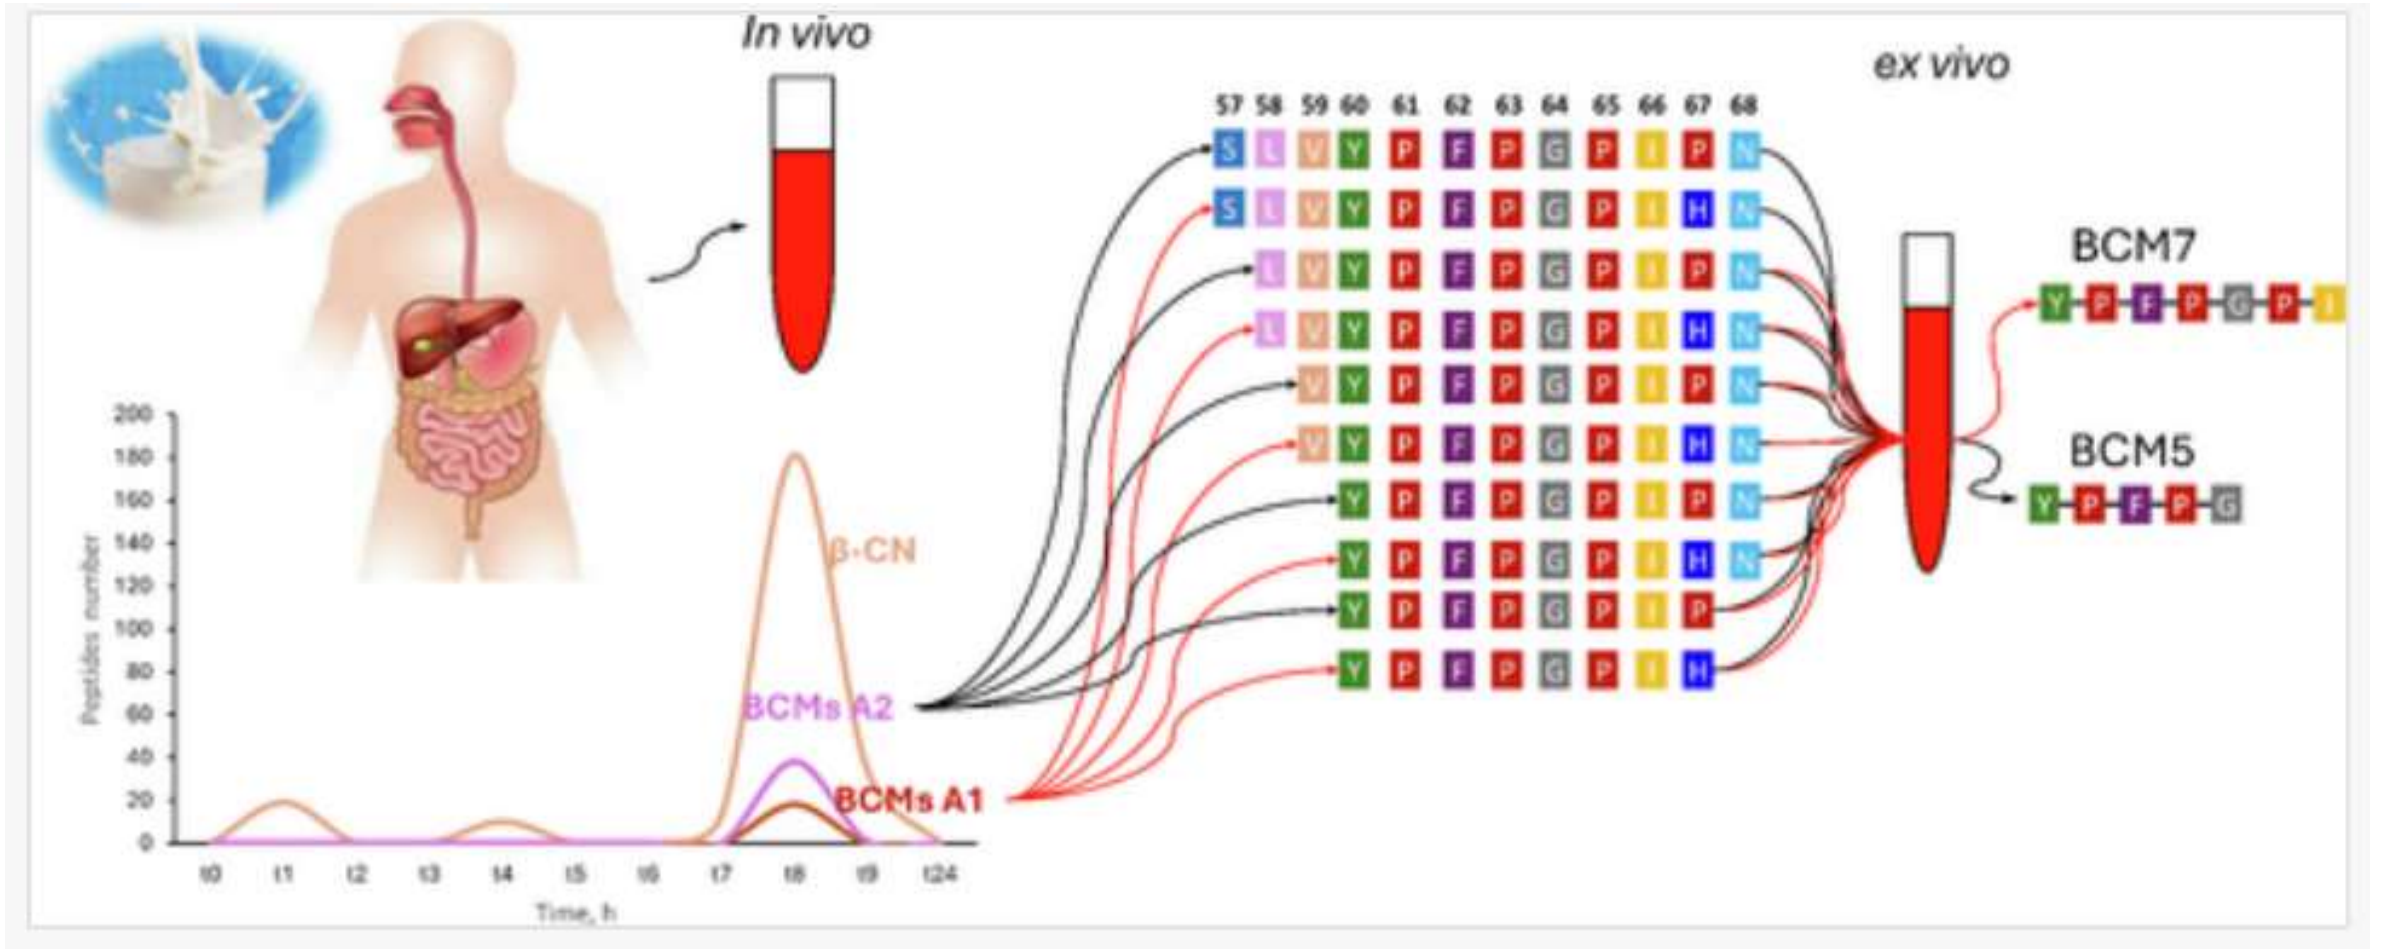 In vivo
ex vivo
57 58 59 60 61 62 63 64 65 66 67 68
S L V Y P F P G P I P N
S L V Y P F P G P I H N
L V Y P F P G P I P N
L V Y P F P G P I H N
V Y P F P G P I P N
V Y P F P G P I H N
Y P F P G P I P N
Y P F P G P I H N
Y P F P G P I P
Y P F P G P I H
BCM7
Y P F P G P I
BCM5
Y P F P G
200
180
160
140
120
100
80
60
40
20
0
Peptides number
β-CN
BCMs A2
BCMs A1
t0 t1 t2 t3 t4 t5 t6 t7 t8 t9 t24
Time, h